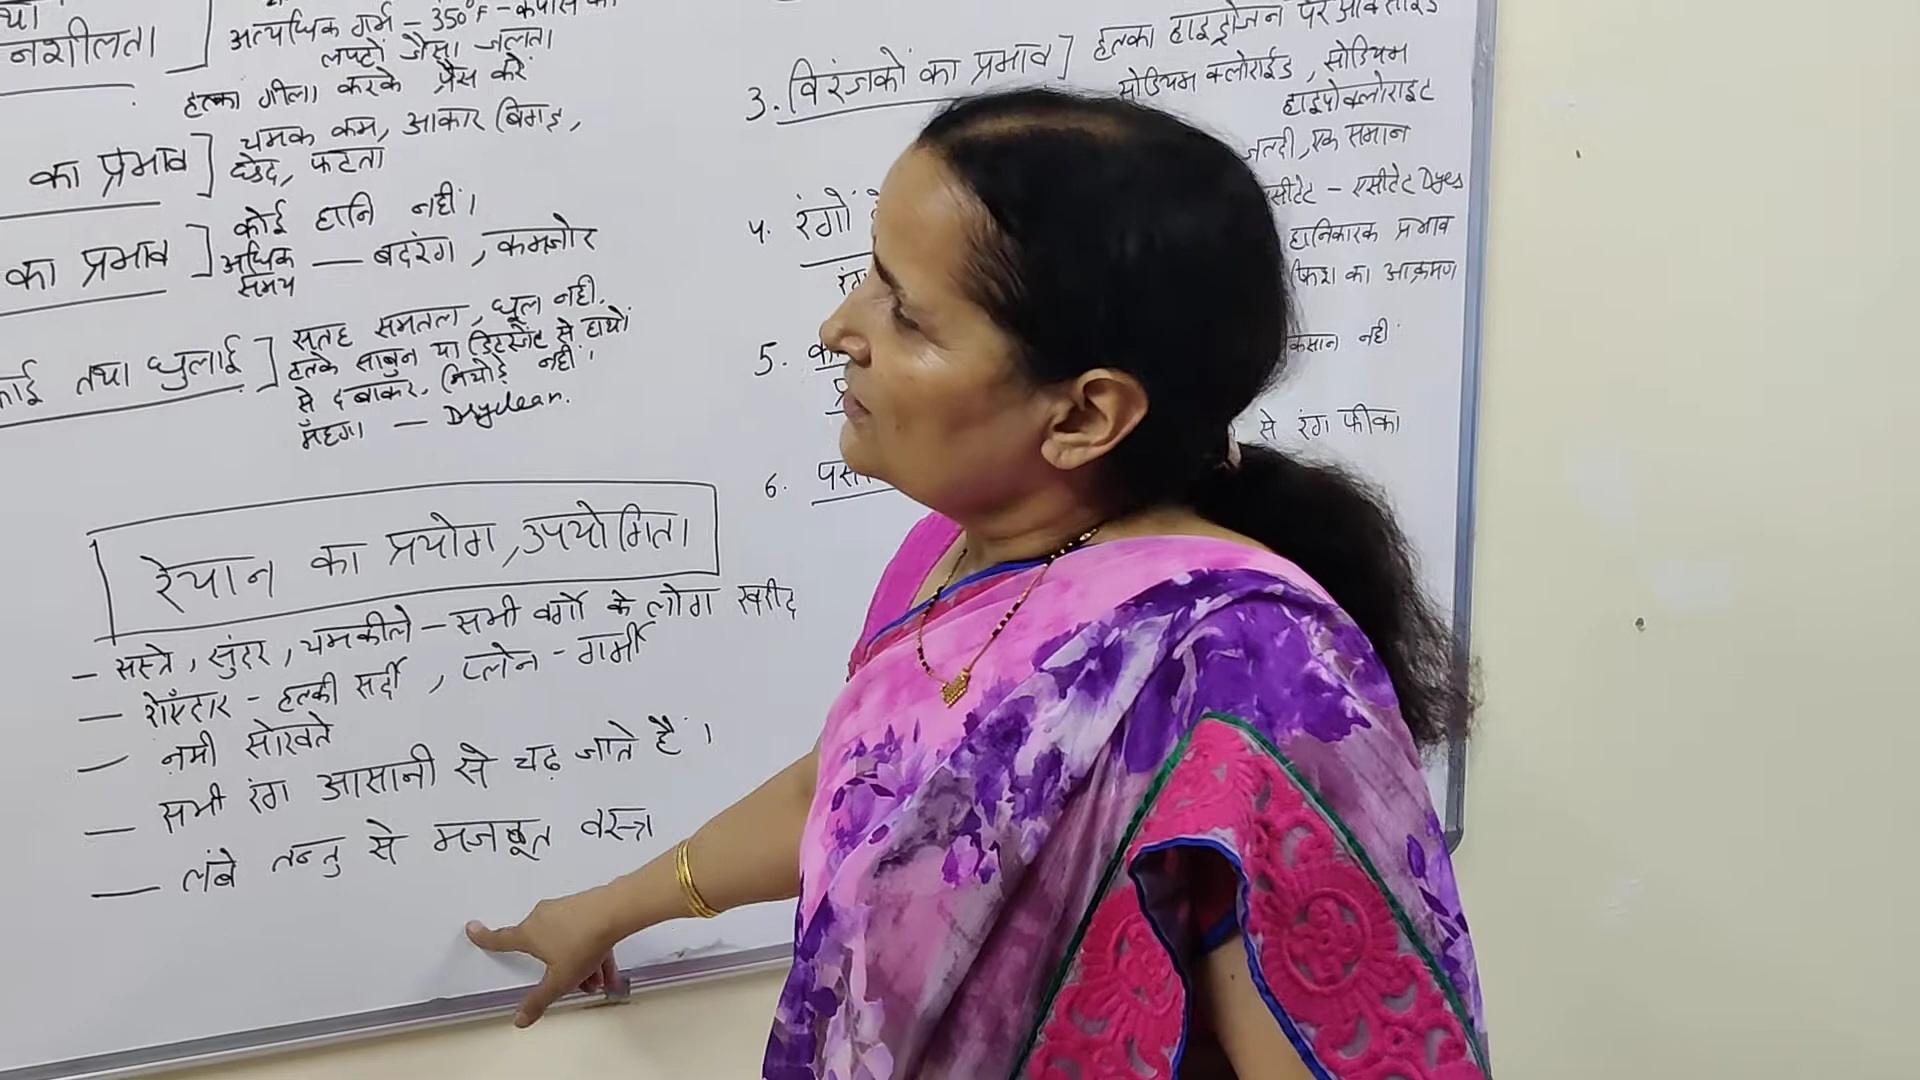 या
नशीलता
अत्यधिक गर्म - 350°F - कपास की
लपटों जैसा जलता
हल्का गीला करके प्रैस करें
का प्रभाव] चमक कम, आकार बिगड़,
छेद, फटता
का प्रभाव] कोई हानि नहीं।
अधिक समय — बदरंग, कमजोर
तथा धुलाई] सतह समतल, धूल नहीं.
हल्के साबुन या डिटर्जेंट से हाथों
से दबाकर, निचोड़ें नहीं।
मँहगा — Dryclean.
रेयान का प्रयोग, उपयोगिता
- सस्ते, सुंदर, चमकीले - सभी वर्गों के लोग खरीद
— रोएँदार - हल्की सर्दी, प्लेन - गर्मी
— नमी सोखते
— सभी रंग आसानी से चढ़ जाते हैं।
— लंबे तन्तु से मजबूत वस्त्र
3. विरंजकों का प्रभाव] हल्का हाइड्रोजन पर ऑक्साइड
सोडियम क्लोराईड, सोडियम
हाइपोक्लोराइट
4. रंगों
जल्दी, एक समान
सीटेट - एसीटेट Dyes
5.
हानिकारक प्रभाव
का आक्रमण
6.
नहीं
से रंग फीका